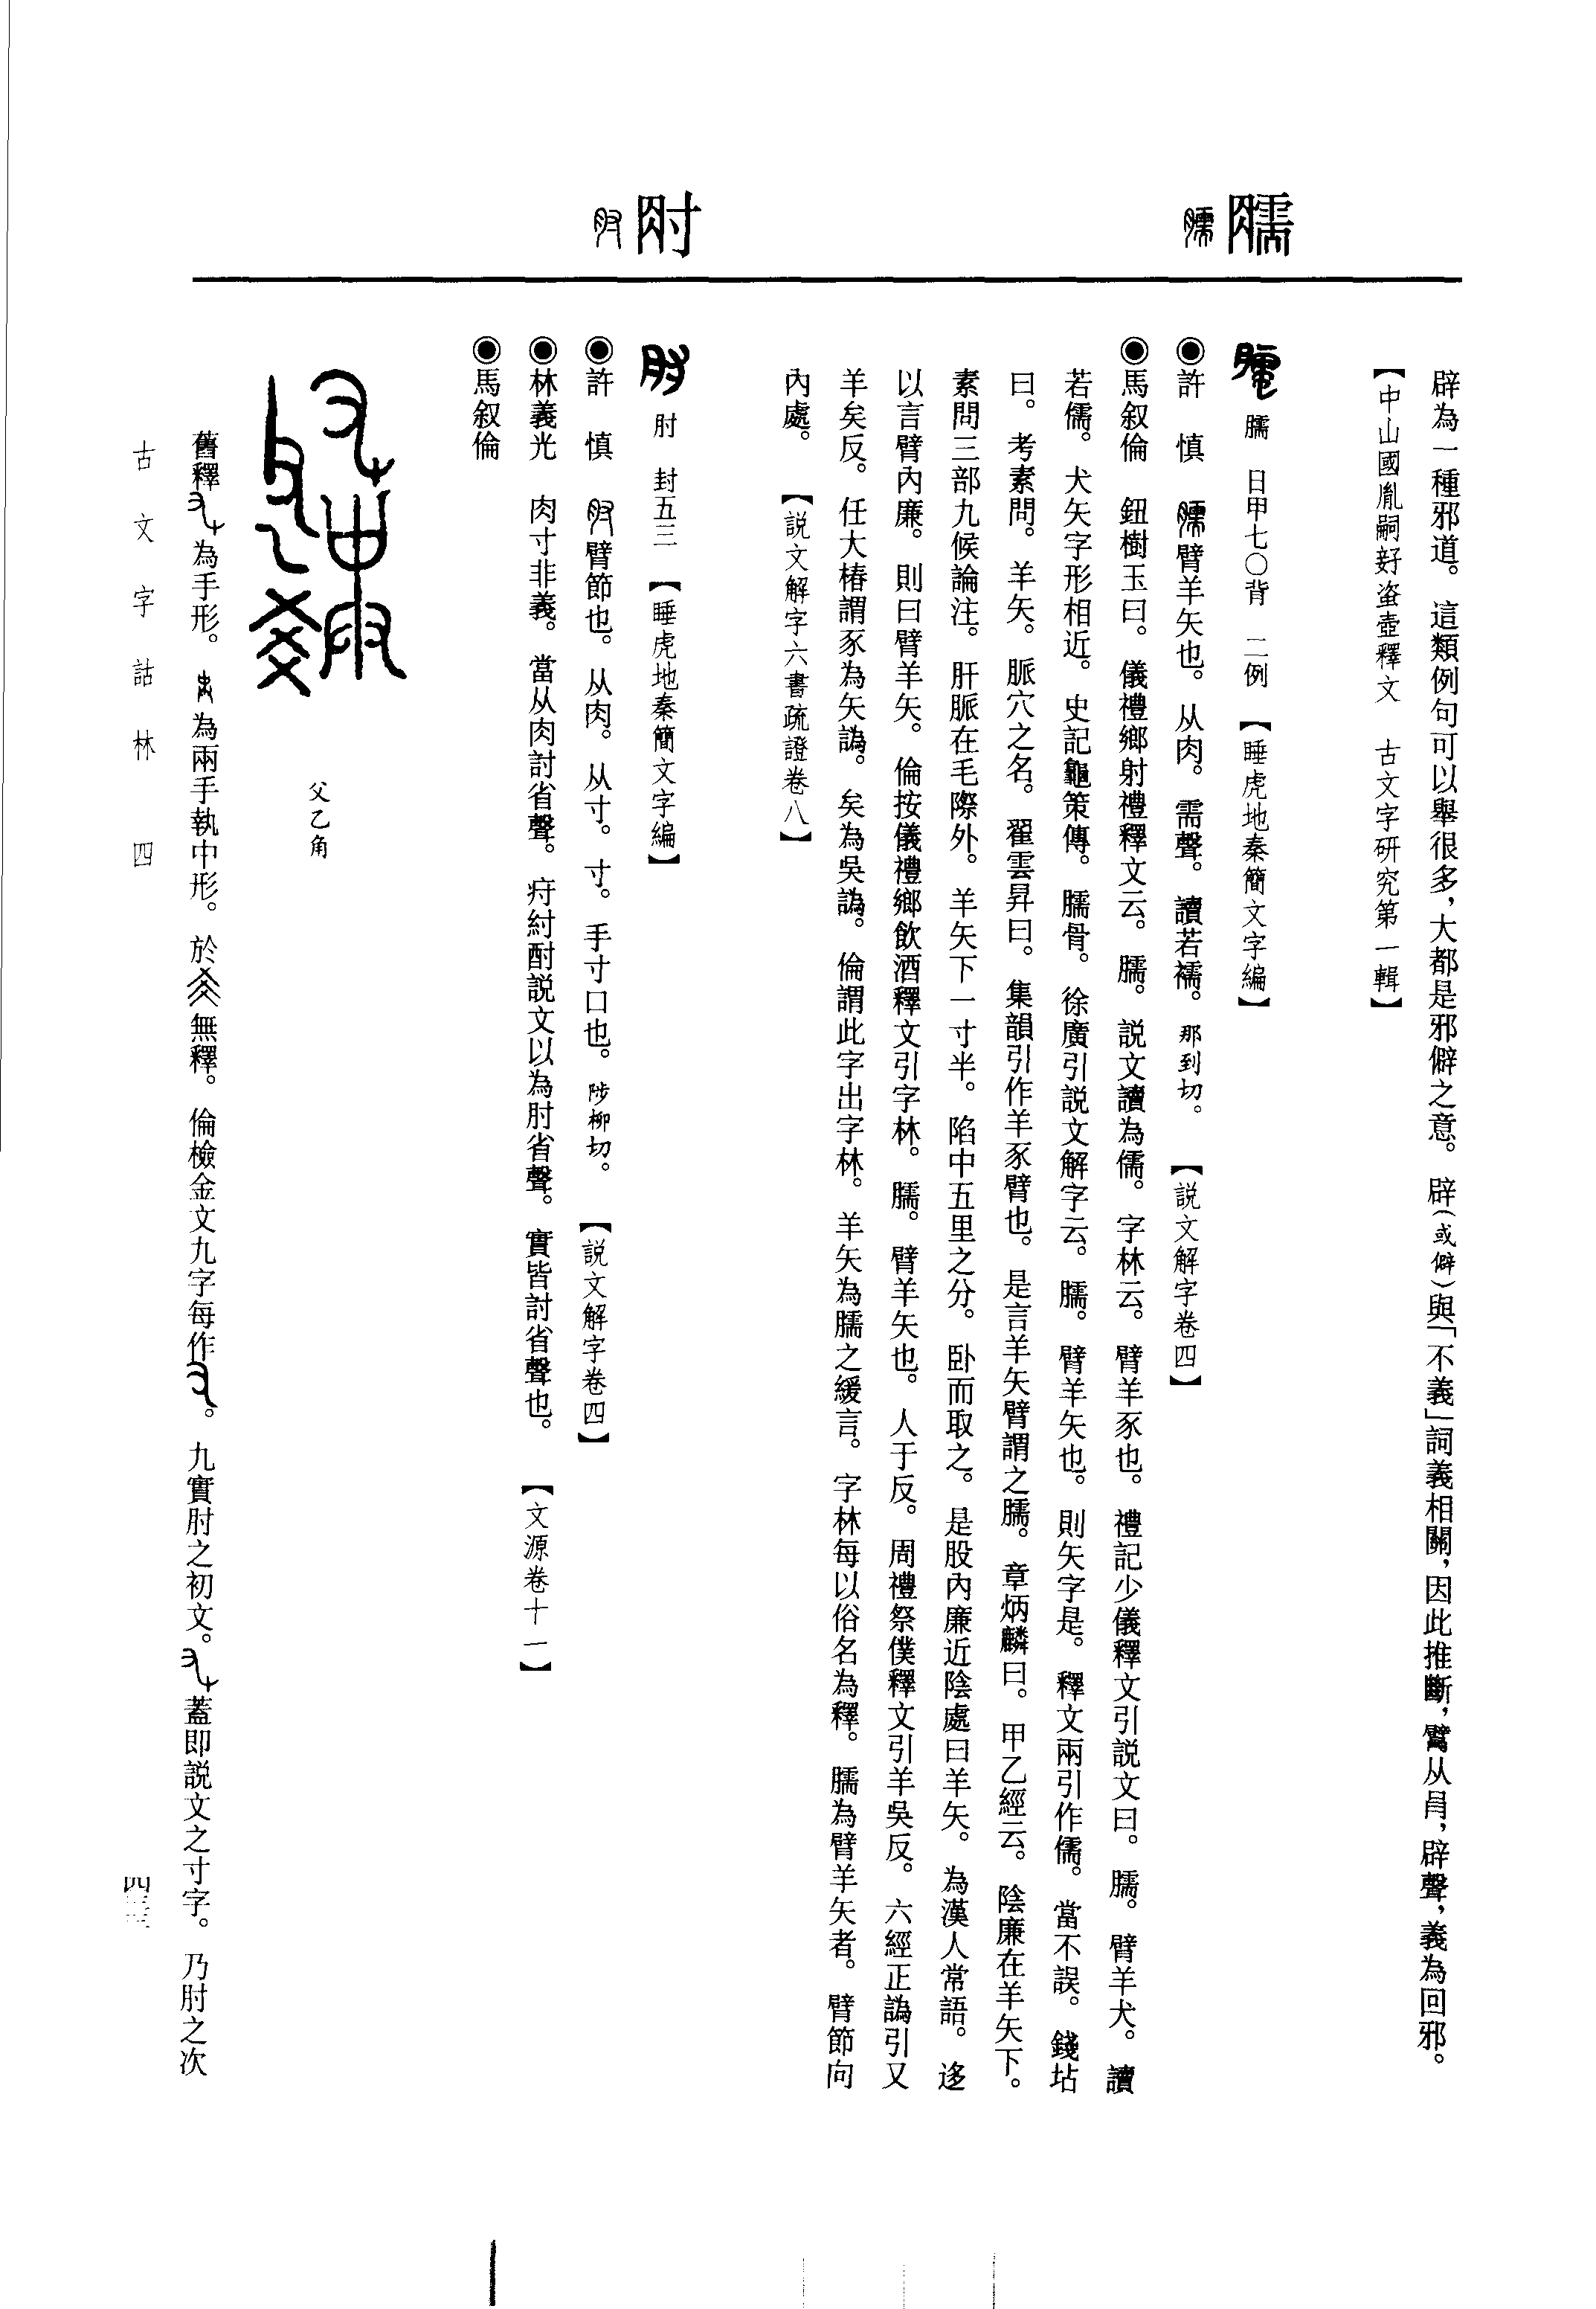 臑
肘
辟為一種邪道。這類例句可以舉很多，大都是邪僻之意。辟（或僻）與「不義」詞義相關，因此推斷，從肙，辟聲，義為回邪。
【中山國胤嗣䇐盗壺釋文　古文字研究第一輯】
臑　日甲七〇背　二例　【睡虎地秦簡文字編】
◉許　慎　臂羊矢也。从肉。需聲。讀若襦。那到切。　【説文解字卷四】
◉馬叙倫　鈕樹玉曰。儀禮鄉射禮釋文云。臑。説文讀為儒。字林云。臂羊豕也。禮記少儀釋文引説文曰。臑。臂羊犬。讀
若儒。犬矢字形相近。史記龜策傳。臑骨。徐廣引説文解字云。臑。臂羊矢也。則矢字是。釋文兩引作儒。當不誤。錢坫
曰。考素問。羊矢。脈穴之名。翟雲昇曰。集韻引作羊豕臂也。是言羊矢臂謂之臑。章炳麟曰。甲乙經云。陰廉在羊矢下。
素問三部九候論注。肝脈在毛際外。羊矢下一寸半。陷中五里之分。卧而取之。是股內廉近陰處曰羊矢。為漢人常語。迻
以言臂內廉。則曰臂羊矢。倫按儀禮鄉飲酒釋文引字林。臑。臂羊矢也。人于反。周禮祭僕釋文引羊吳反。六經正譌引又
羊矣反。任大椿謂豕為矢譌。矣為吳譌。倫謂此字出字林。羊矢為臑之緩言。字林每以俗名為釋。臑為臂羊矢者。臂節向
內處。　【説文解字六書疏證卷八】
肘　封五三　【睡虎地秦簡文字編】
◉許　慎　臂節也。从肉。从寸。寸。手寸口也。陟柳切。　【説文解字卷四】
◉林義光　肉寸非義。當从肉討省聲。疛紂酎説文以為肘省聲。實皆討省聲也。　【文源卷十一】
◉馬叙倫
父乙角
舊釋為手形。為兩手執中形。於無釋。倫檢金文九字每作。九實肘之初文。蓋即説文之寸字。乃肘之次
古文字詁林　四